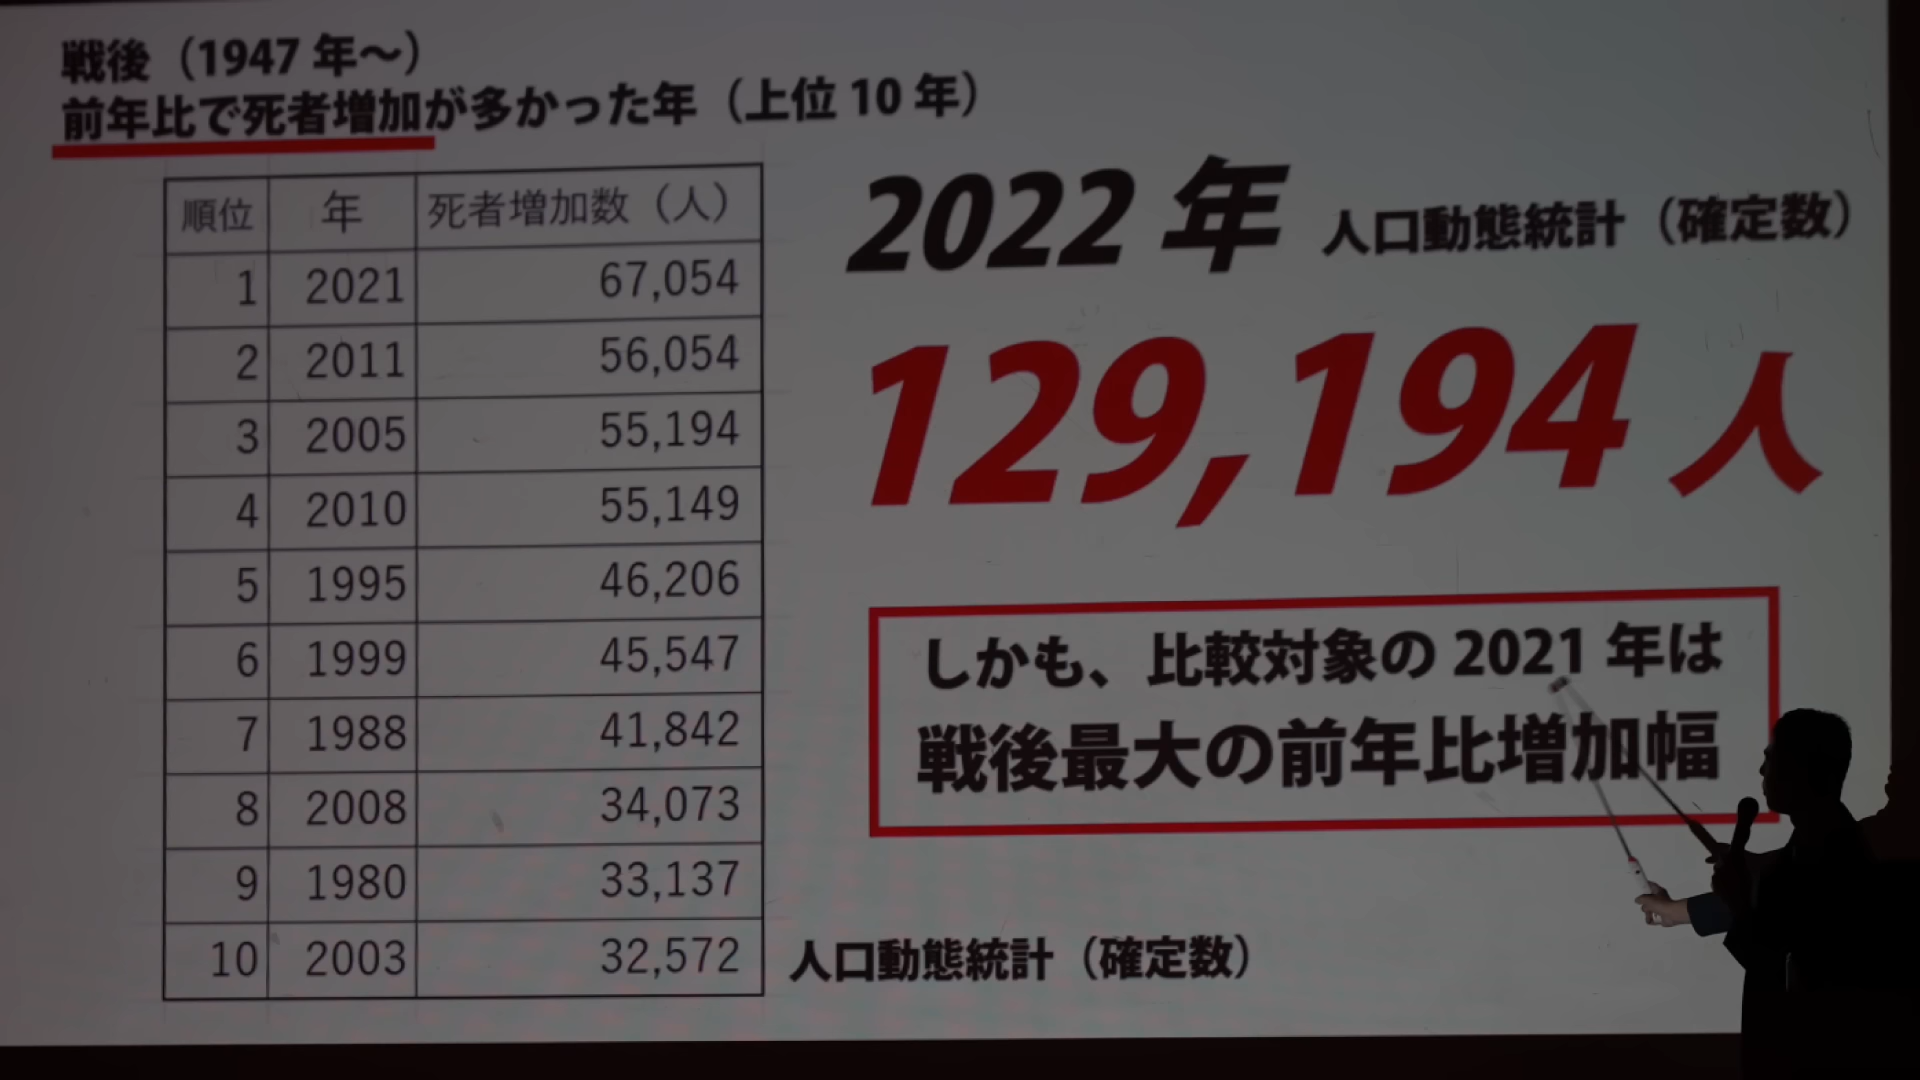 戦後（1947 年〜）
前年比で死者増加が多かった年（上位 10 年）
順位 年 死者増加数（人）
1 2021 67,054
2 2011 56,054
3 2005 55,194
4 2010 55,149
5 1995 46,206
6 1999 45,547
7 1988 41,842
8 2008 34,073
9 1980 33,137
10 2003 32,572
人口動態統計（確定数）
2022 年 人口動態統計（確定数）
129,194 人
しかも、比較対象の 2021 年は
戦後最大の前年比増加幅